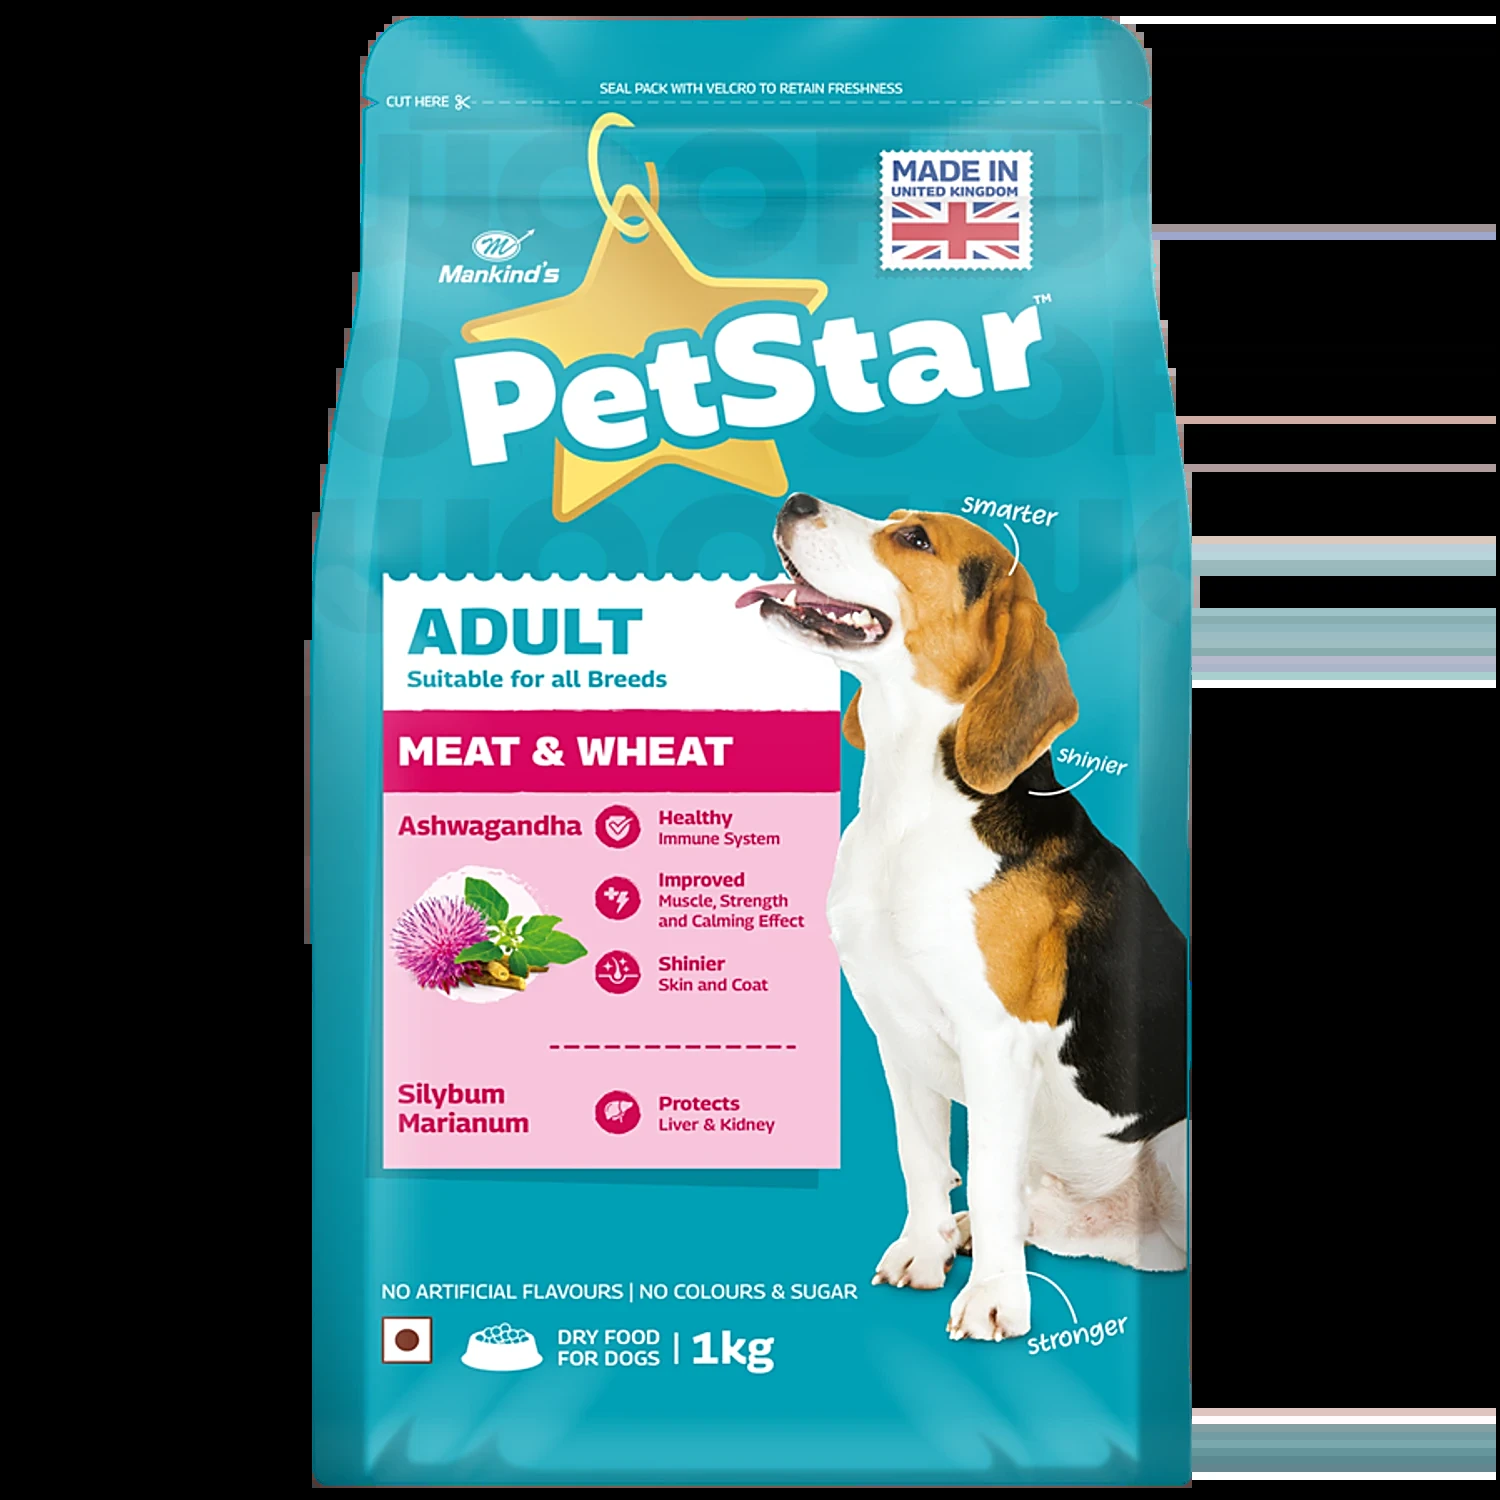 SEAL PACK WITH VELCRO TO RETAIN FRESHNESS
CUT HERE
MADE IN
UNITED KINGDOM
Mankind's
PetStar™
smarter
ADULT
Suitable for all Breeds
MEAT & WHEAT
shinier
Ashwagandha
Healthy
Immune System
Improved
Muscle, Strength
and Calming Effect
Shinier
Skin and Coat
Silybum
Marianum
Protects
Liver & Kidney
NO ARTIFICIAL FLAVOURS | NO COLOURS & SUGAR
DRY FOOD
FOR DOGS | 1kg
stronger